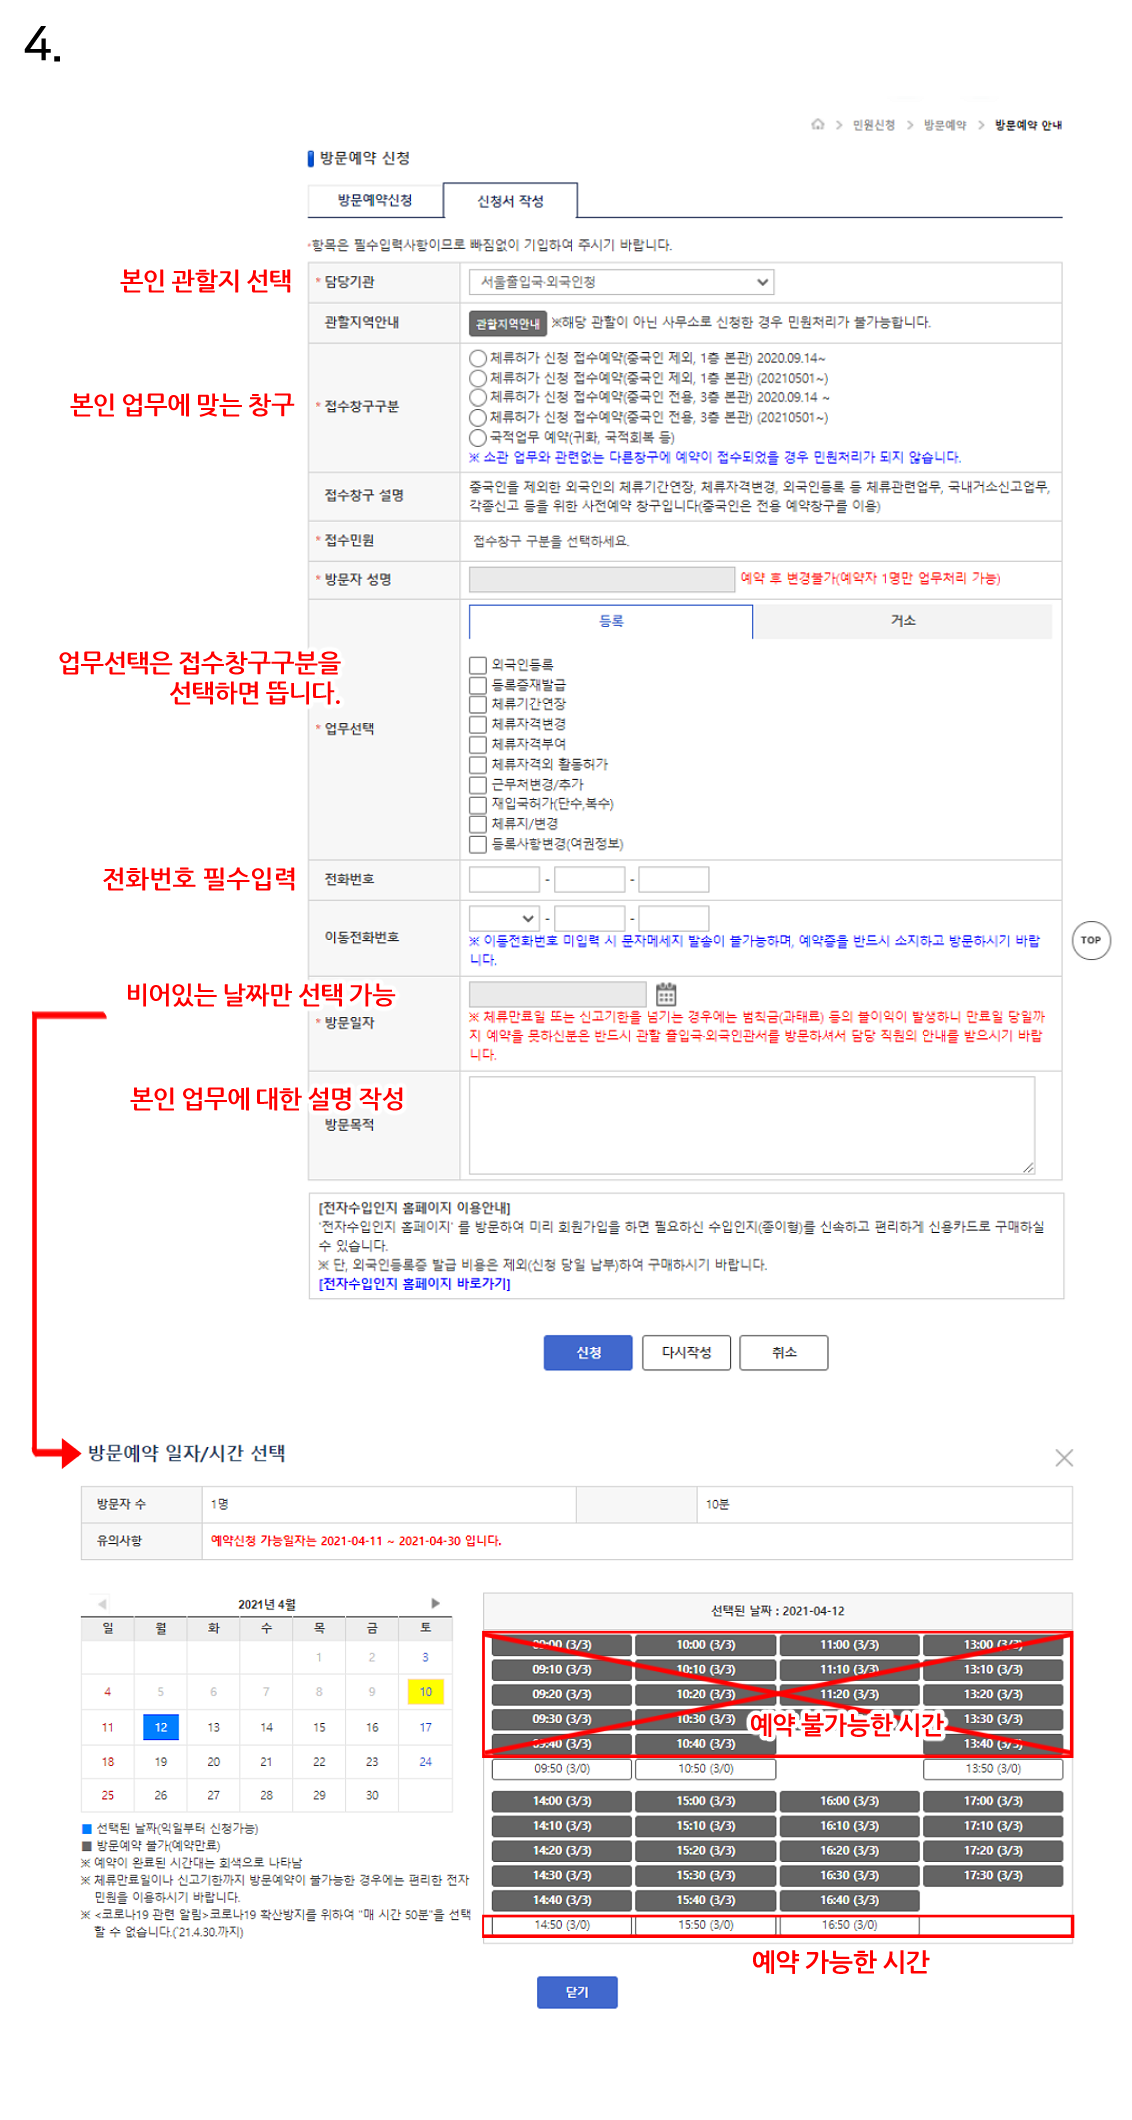 4.
민원신청 > 방문예약 > 방문예약 안내
방문예약 신청
방문예약신청
신청서 작성
*항목은 필수입력사항이므로 빠짐없이 기입하여 주시기 바랍니다.
본인 관할지 선택
* 담당기관
서울출입국·외국인청
관할지역안내
관할지역안내 ※해당 관할이 아닌 사무소로 신청한 경우 민원처리가 불가능합니다.
본인 업무에 맞는 창구
* 접수창구구분
체류허가 신청 접수예약(중국인 제외, 1층 본관) 2020.09.14~
체류허가 신청 접수예약(중국인 제외, 1층 본관) (20210501~)
체류허가 신청 접수예약(중국인 전용, 3층 본관) 2020.09.14 ~
체류허가 신청 접수예약(중국인 전용, 3층 본관) (20210501~)
국적업무 예약(귀화, 국적회복 등)
※ 소관 업무와 관련없는 다른창구에 예약이 접수되었을 경우 민원처리가 되지 않습니다.
접수창구 설명
중국인을 제외한 외국인의 체류기간연장, 체류자격변경, 외국인등록 등 체류관련업무, 국내거소신고업무,
각종신고 등을 위한 사전예약 창구입니다(중국인은 전용 예약창구를 이용)
* 접수민원
접수창구 구분을 선택하세요.
* 방문자 성명
예약 후 변경불가(예약자 1명만 업무처리 가능)
업무선택은 접수창구구분을
선택하면 뜹니다.
* 업무선택
등록
거소
외국인등록
등록증재발급
체류기간연장
체류자격변경
체류자격부여
체류자격외 활동허가
근무처변경/추가
재입국허가(단수,복수)
체류지/변경
등록사항변경(여권정보)
전화번호 필수입력
전화번호
- -
이동전화번호
- -
※ 이동전화번호 미입력 시 문자메세지 발송이 불가능하며, 예약증을 반드시 소지하고 방문하시기 바랍
니다.
TOP
비어있는 날짜만 선택 가능
* 방문일자
※ 체류만료일 또는 신고기한을 넘기는 경우에는 범칙금(과태료) 등의 불이익이 발생하니 만료일 당일까
지 예약을 못하신분은 반드시 관할 출입국·외국인관서를 방문하셔서 담당 직원의 안내를 받으시기 바랍
니다.
본인 업무에 대한 설명 작성
방문목적
[전자수입인지 홈페이지 이용안내]
'전자수입인지 홈페이지' 를 방문하여 미리 회원가입을 하면 필요하신 수입인지(종이형)를 신속하고 편리하게 신용카드로 구매하실
수 있습니다.
※ 단, 외국인등록증 발급 비용은 제외(신청 당일 납부)하여 구매하시기 바랍니다.
[전자수입인지 홈페이지 바로가기]
신청
다시작성
취소
방문예약 일자/시간 선택
방문자 수 1명 10분
유의사항 예약신청 가능일자는 2021-04-11 ~ 2021-04-30 입니다.
2021년 4월
일 월 화 수 목 금 토
1 2 3
4 5 6 7 8 9 10
11 12 13 14 15 16 17
18 19 20 21 22 23 24
25 26 27 28 29 30
선택된 날짜(익일부터 신청가능)
방문예약 불가(예약만료)
※ 예약이 완료된 시간대는 회색으로 나타남
※ 체류만료일이나 신고기한까지 방문예약이 불가능한 경우에는 편리한 전자
민원을 이용하시기 바랍니다.
※ <코로나19 관련 알림>코로나19 확산방지를 위하여 "매 시간 50분"을 선택
할 수 없습니다.('21.4.30.까지)
선택된 날짜 : 2021-04-12
09:00 (3/3) 10:00 (3/3) 11:00 (3/3) 13:00 (3/3)
09:10 (3/3) 10:10 (3/3) 11:10 (3/3) 13:10 (3/3)
09:20 (3/3) 10:20 (3/3) 11:20 (3/3) 13:20 (3/3)
09:30 (3/3) 10:30 (3/3) 13:30 (3/3)
예약 불가능한 시간
09:40 (3/3) 10:40 (3/3) 13:40 (3/3)
09:50 (3/0) 10:50 (3/0) 13:50 (3/0)
14:00 (3/3) 15:00 (3/3) 16:00 (3/3) 17:00 (3/3)
14:10 (3/3) 15:10 (3/3) 16:10 (3/3) 17:10 (3/3)
14:20 (3/3) 15:20 (3/3) 16:20 (3/3) 17:20 (3/3)
14:30 (3/3) 15:30 (3/3) 16:30 (3/3) 17:30 (3/3)
14:40 (3/3) 15:40 (3/3) 16:40 (3/3)
14:50 (3/0) 15:50 (3/0) 16:50 (3/0)
예약 가능한 시간
닫기